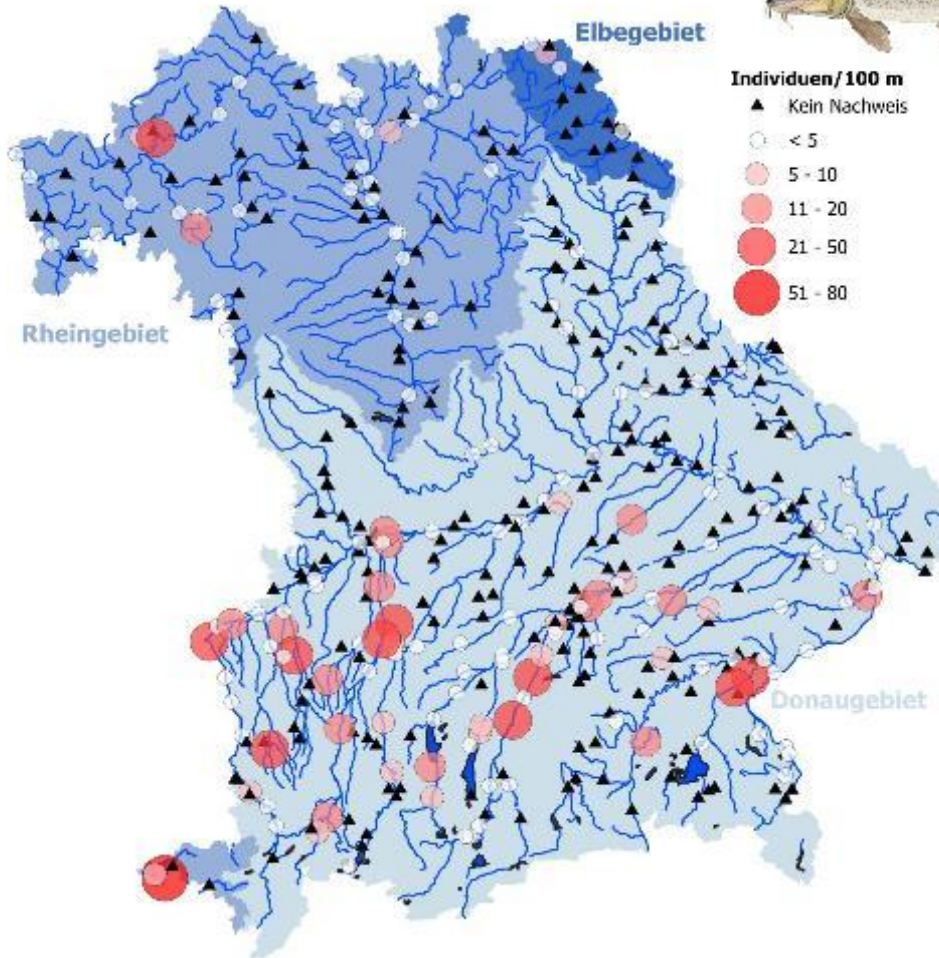 Elbegebiet
Individuen/100 m
Kein Nachweis
< 5
5 - 10
11 - 20
21 - 50
51 - 80
Rheingebiet
Donaugebiet